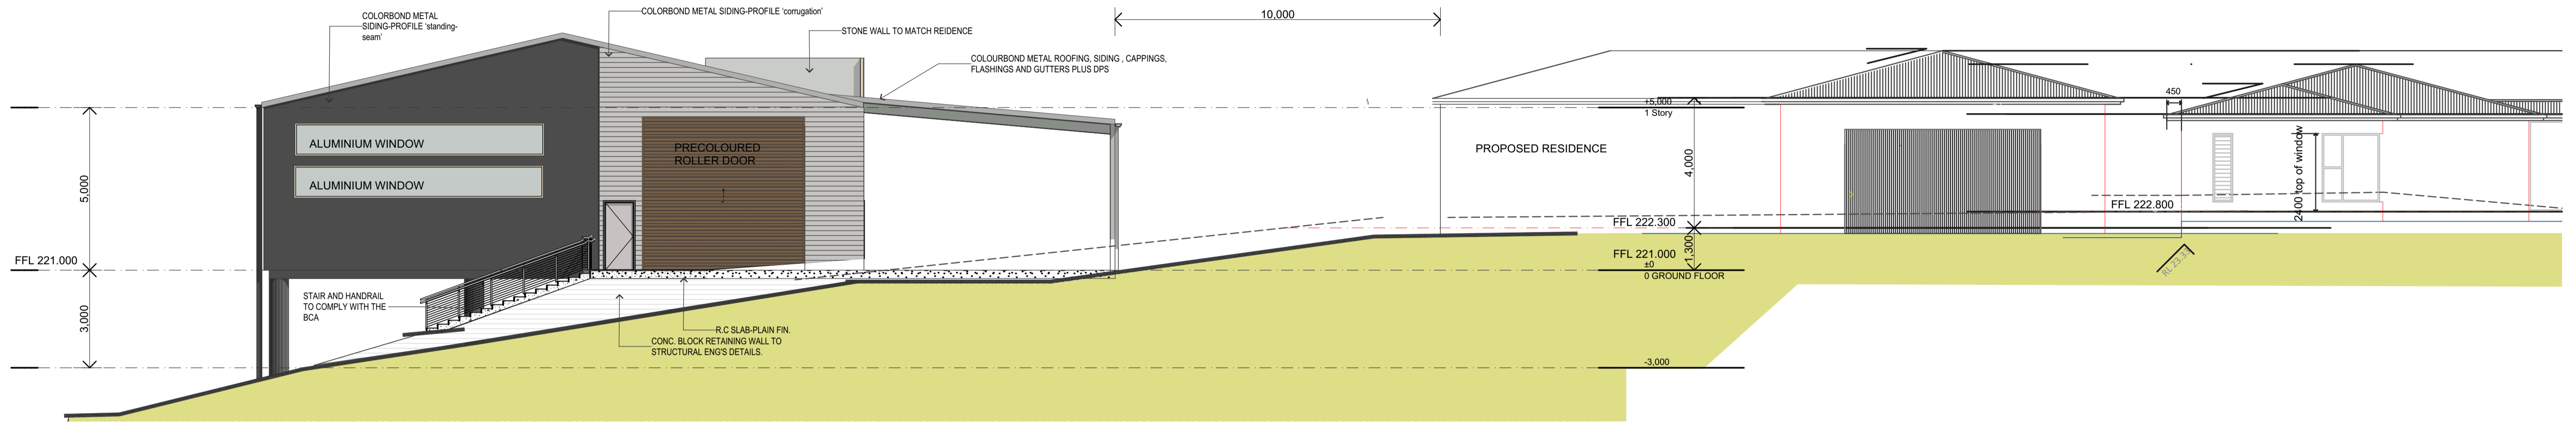 COLORBOND METAL
SIDING-PROFILE 'standing-
seam'
COLORBOND METAL SIDING-PROFILE 'corrugation'
STONE WALL TO MATCH REIDENCE
COLOURBOND METAL ROOFING, SIDING , CAPPINGS,
FLASHINGS AND GUTTERS PLUS DPS
10,000
ALUMINIUM WINDOW
ALUMINIUM WINDOW
PRECOLOURED
ROLLER DOOR
5,000
FFL 221.000
3,000
STAIR AND HANDRAIL
TO COMPLY WITH THE
BCA
R.C SLAB-PLAIN FIN.
CONC. BLOCK RETAINING WALL TO
STRUCTURAL ENG'S DETAILS.
PROPOSED RESIDENCE
+5,000
1 Story
4,000
FFL 222.300
1,300
FFL 221.000
±0
0 GROUND FLOOR
-3,000
450
2400 top of window
FFL 222.800